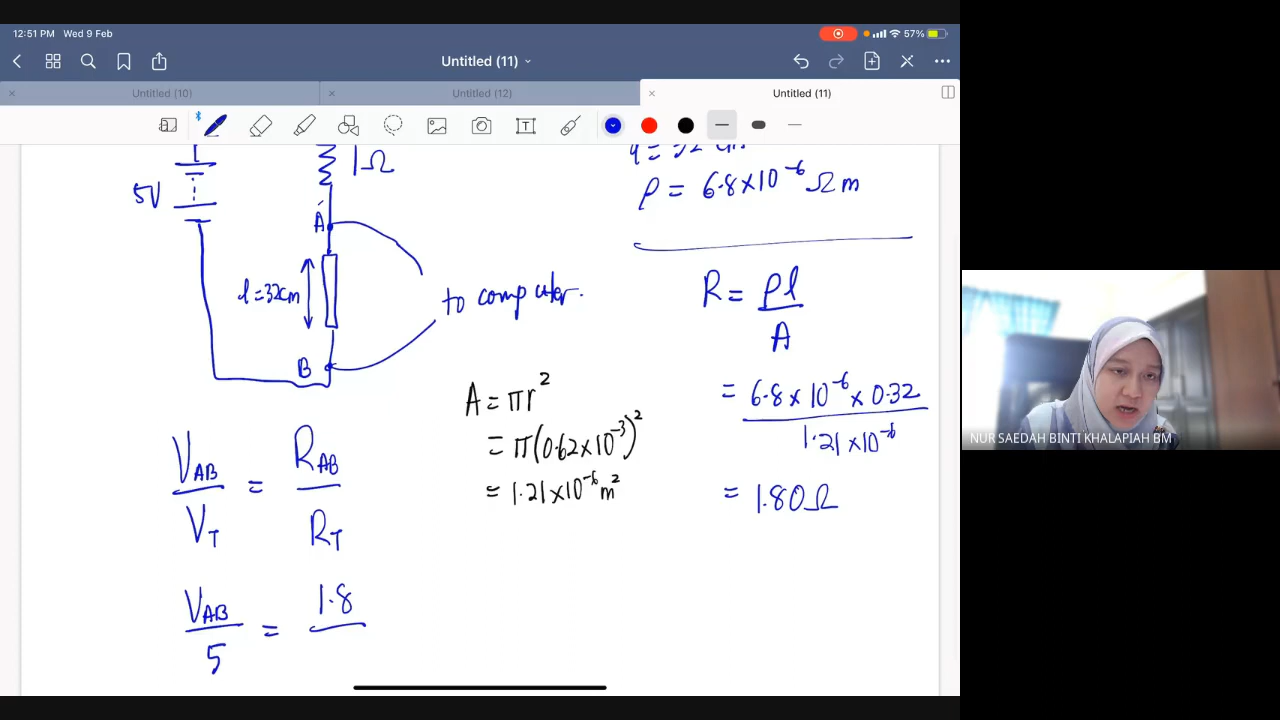 12:51 PM Wed 9 Feb
57%
Untitled (11)
Untitled (10)
Untitled (12)
Untitled (11)
1Ω
5V
A
l=32cm
B
to computer.
ρ = 6.8×10⁻⁶ Ωm
R = ρl / A
= 6.8×10⁻⁶ × 0.32 / 1.21×10⁻⁶
= 1.80Ω
A = πr²
= π(0.62×10⁻³)²
= 1.21×10⁻⁶ m²
V_AB / V_T = R_AB / R_T
V_AB / 5 = 1.8
NUR SAEDAH BINTI KHALAPIAH BM